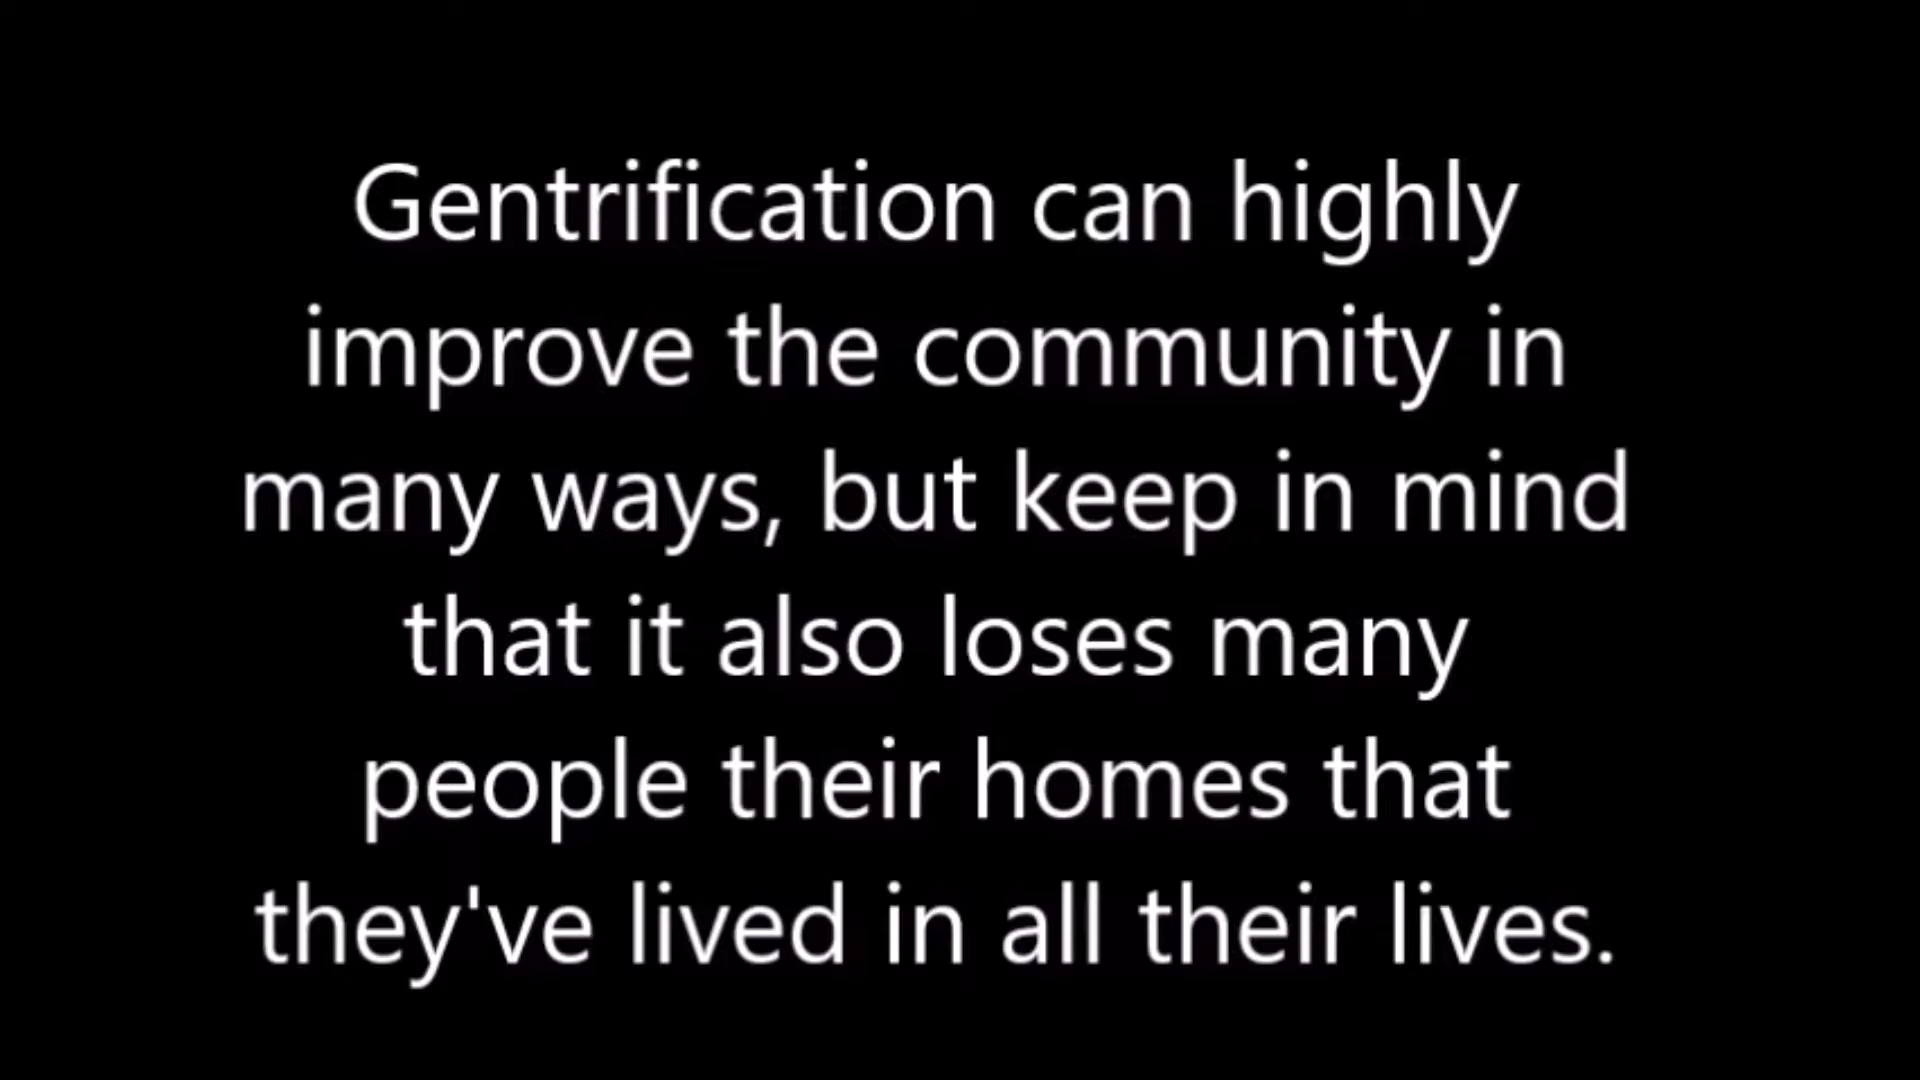 Gentrification can highly
improve the community in
many ways, but keep in mind
that it also loses many
people their homes that
they've lived in all their lives.